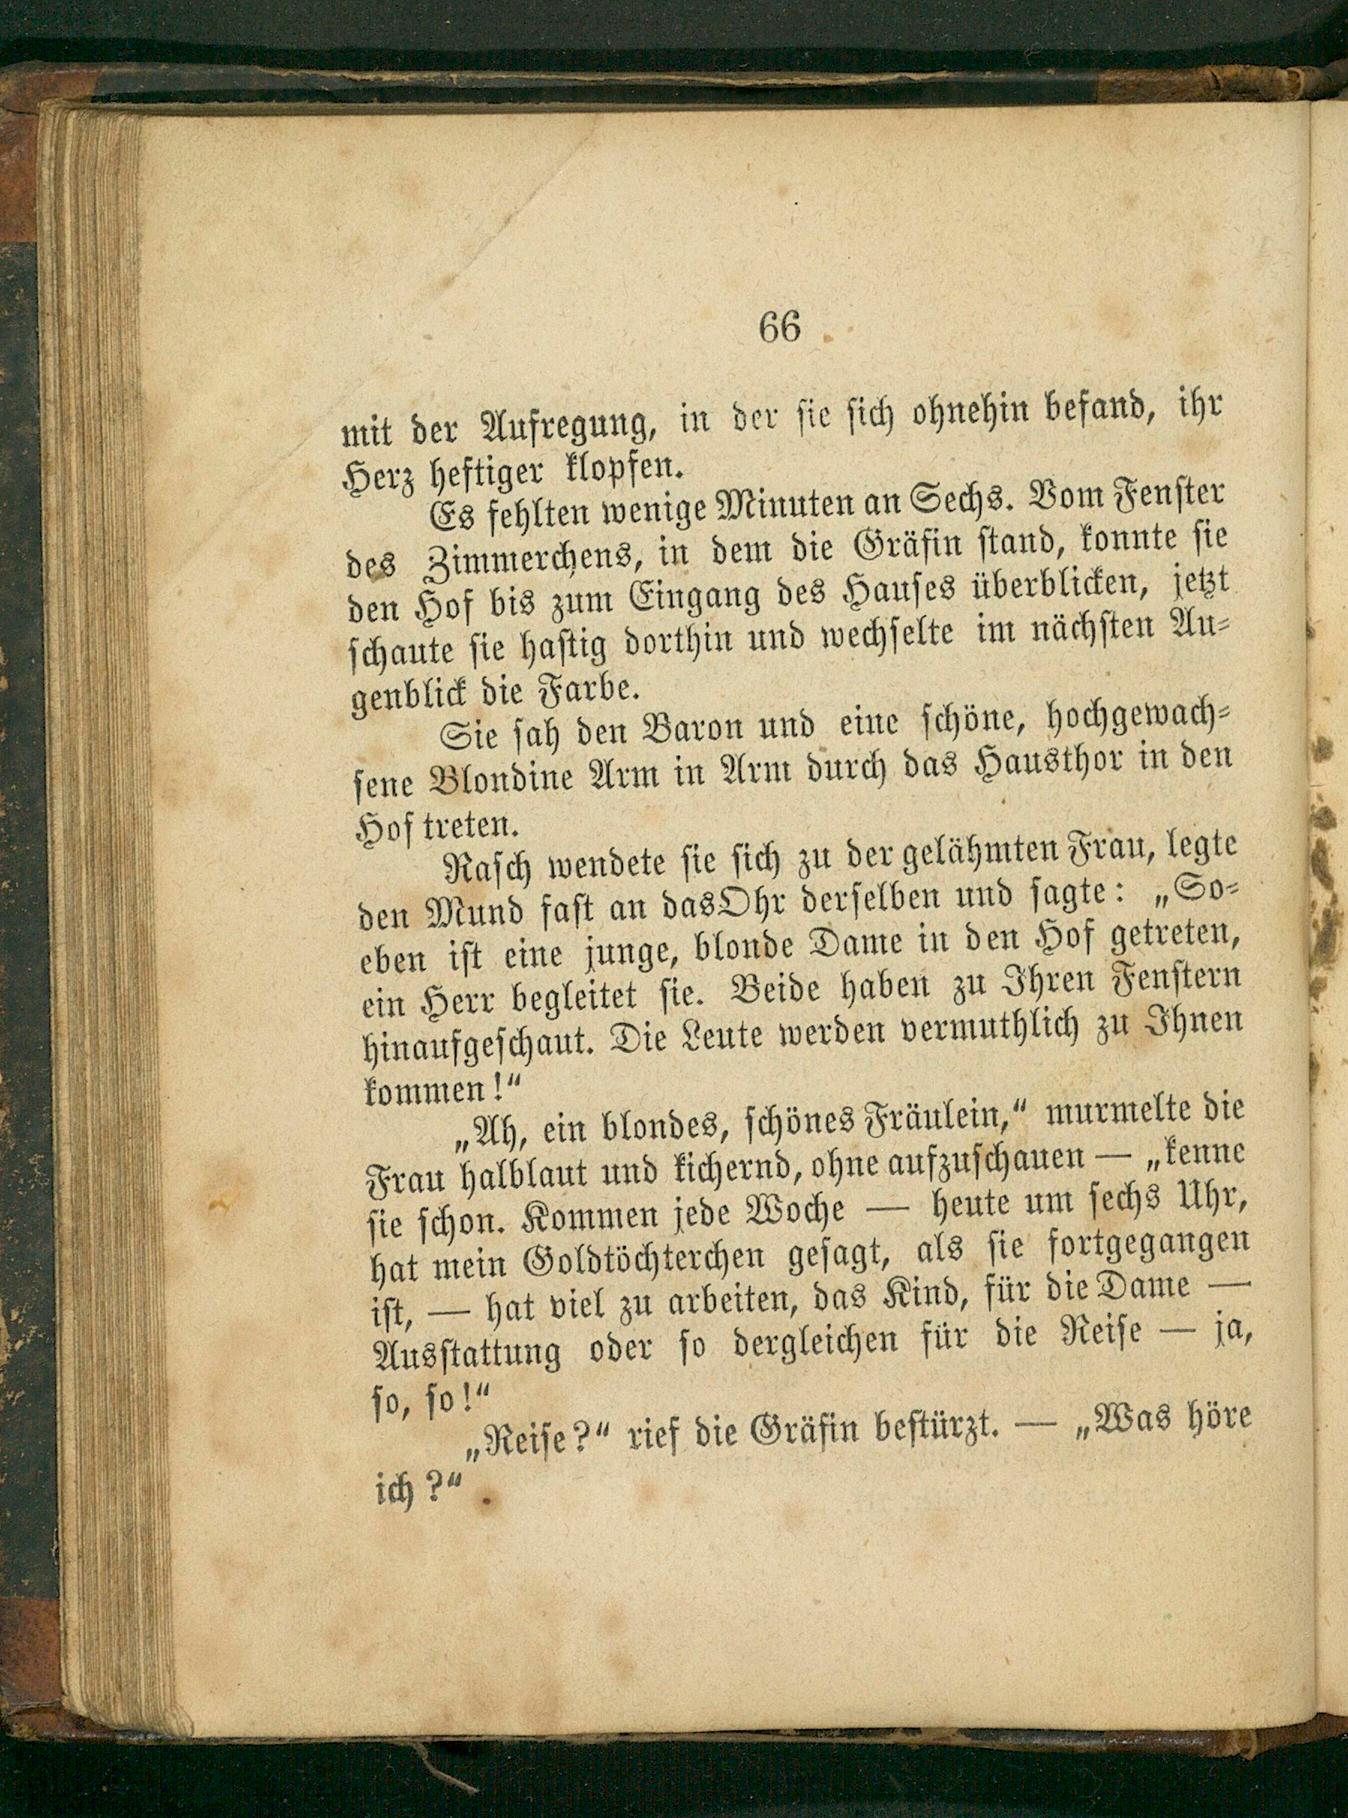 66
mit der Aufregung, in der sie sich ohnehin befand, ihr
Herz heftiger klopfen.
Es fehlten wenige Minuten an Sechs. Vom Fenster
des Zimmerchens, in dem die Gräfin stand, konnte sie
den Hof bis zum Eingang des Hauses überblicken, jetzt
schaute sie hastig dorthin und wechselte im nächsten Au-
genblick die Farbe.
Sie sah den Baron und eine schöne, hochgewach-
sene Blondine Arm in Arm durch das Hausthor in den
Hof treten.
Rasch wendete sie sich zu der gelähmten Frau, legte
den Mund fast an das Ohr derselben und sagte: „So-
eben ist eine junge, blonde Dame in den Hof getreten,
ein Herr begleitet sie. Beide haben zu Ihren Fenstern
hinaufgeschaut. Die Leute werden vermuthlich zu Ihnen
kommen!“
„Ah, ein blondes, schönes Fräulein,“ murmelte die
Frau halblaut und kichernd, ohne aufzuschauen — „kenne
sie schon. Kommen jede Woche — heute um sechs Uhr,
hat mein Goldtöchterchen gesagt, als sie fortgegangen
ist, — hat viel zu arbeiten, das Kind, für die Dame —
Ausstattung oder so dergleichen für die Reise — ja,
so, so!“
„Reise?“ rief die Gräfin bestürzt. — „Was höre
ich?“